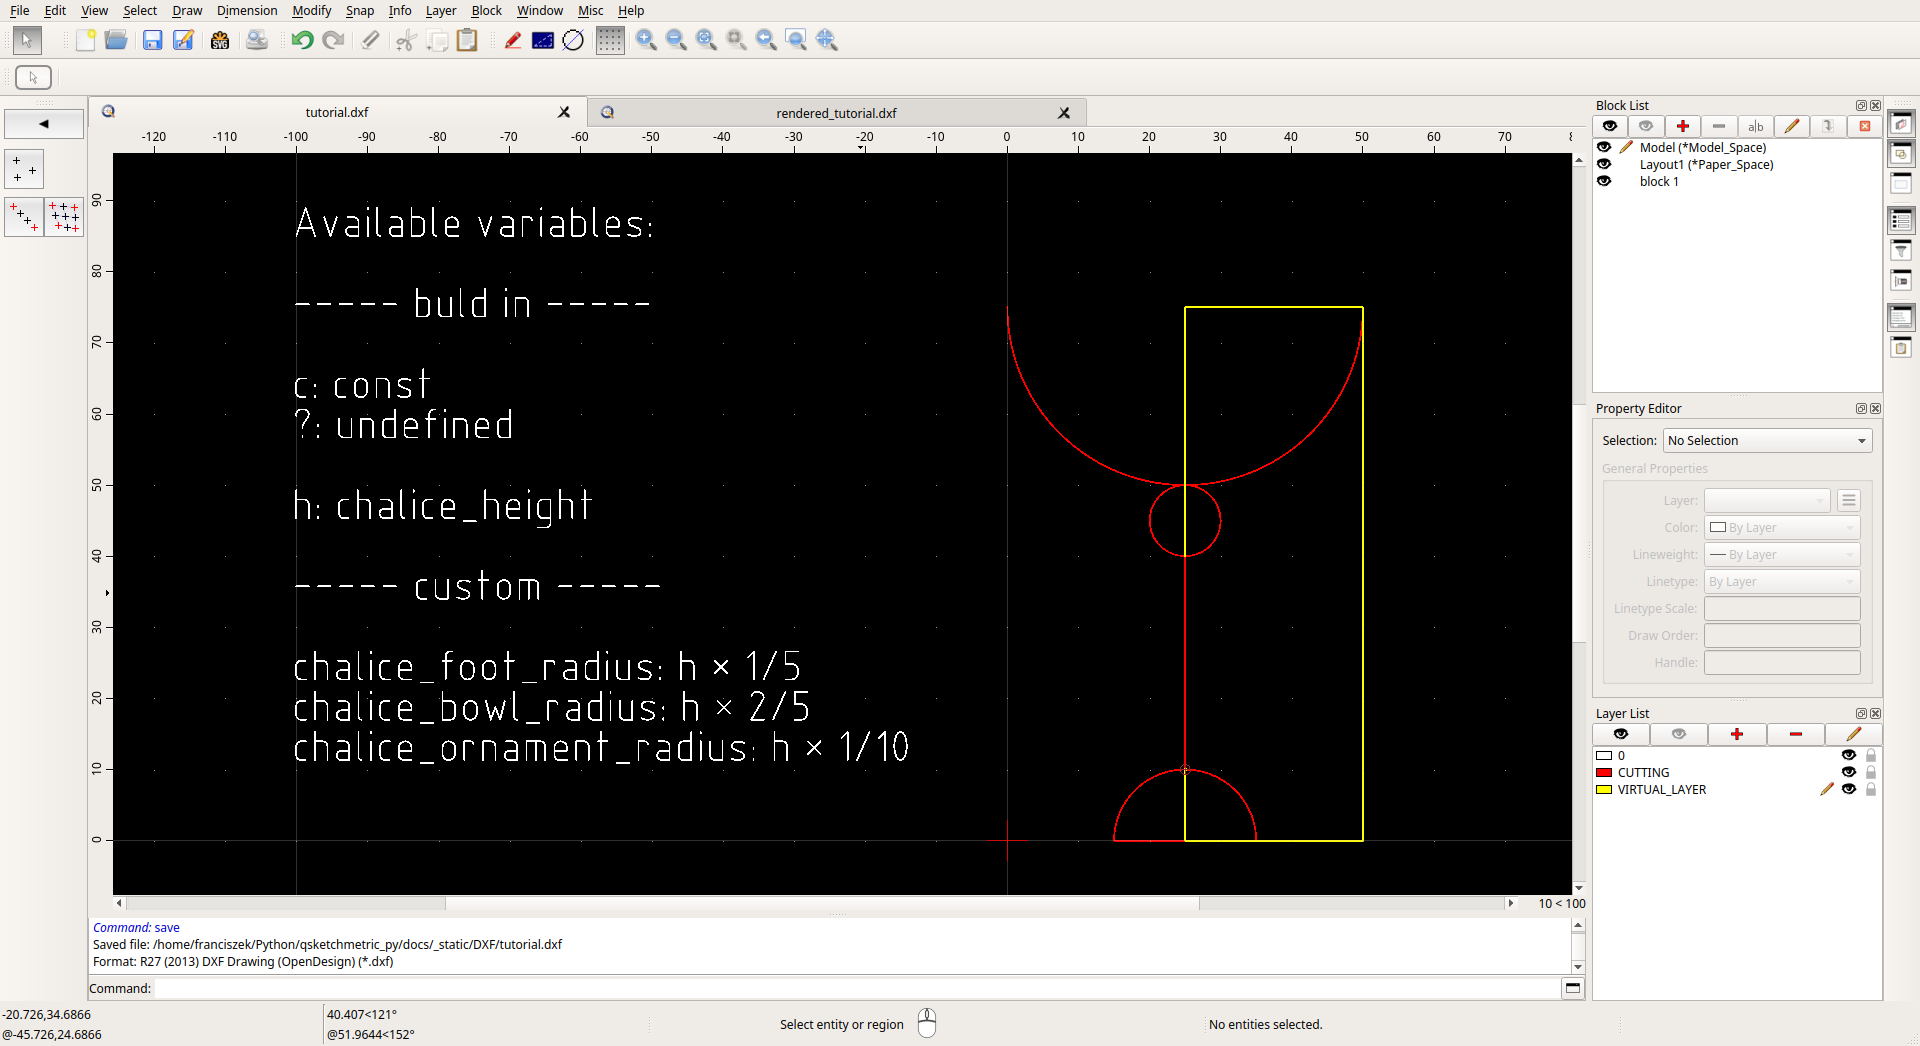 File Edit View Select Draw Dimension Modify Snap Info Layer Block Window Misc Help
SVG
tutorial.dxf
rendered_tutorial.dxf
-120 -110 -100 -90 -80 -70 -60 -50 -40 -30 -20 -10 0 10 20 30 40 50 60 70 8
90
80
70
60
50
40
30
20
10
0
Available variables:
----- buld in -----
c: const
?: undefined
h: chalice_height
----- custom -----
chalice_foot_radius: h × 1/5
chalice_bowl_radius: h × 2/5
chalice_ornament_radius: h × 1/10
10 < 100
Command: save
Saved file: /home/franciszek/Python/qsketchmetric_py/docs/_static/DXF/tutorial.dxf
Format: R27 (2013) DXF Drawing (OpenDesign) (*.dxf)
Command:
-20.726,34.6866
@-45.726,24.6866
40.407<121°
@51.9644<152°
Select entity or region
No entities selected.
Block List
a|b
Model (*Model_Space)
Layout1 (*Paper_Space)
block 1
Property Editor
Selection: No Selection
General Properties
Layer:
Color: By Layer
Lineweight: By Layer
Linetype: By Layer
Linetype Scale:
Draw Order:
Handle:
Layer List
0
CUTTING
VIRTUAL_LAYER